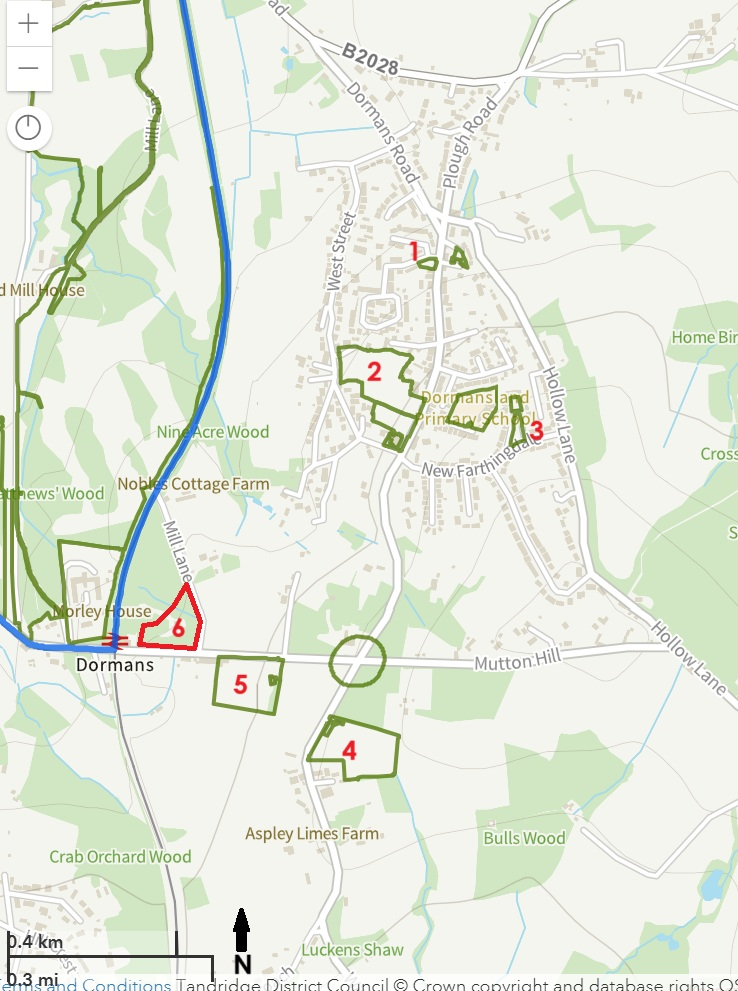 +
−
B2028
Mill La
Dormans Road
Plough Road
West Street
1
d Mill House
Home Bir
2
Dormansland
Primary School
3
Hollow Lane
Nine Acre Wood
Cross
New Farthingdale
Nobles Cottage Farm
atthews' Wood
Mill Lane
Morley House
6
Dormans
Mutton Hill
Hollow Lane
5
4
Aspley Limes Farm
Bulls Wood
Crab Orchard Wood
Luckens Shaw
0.4 km
N
0.3 mi
erms and Conditions Tandridge District Council © Crown copyright and database rights OS